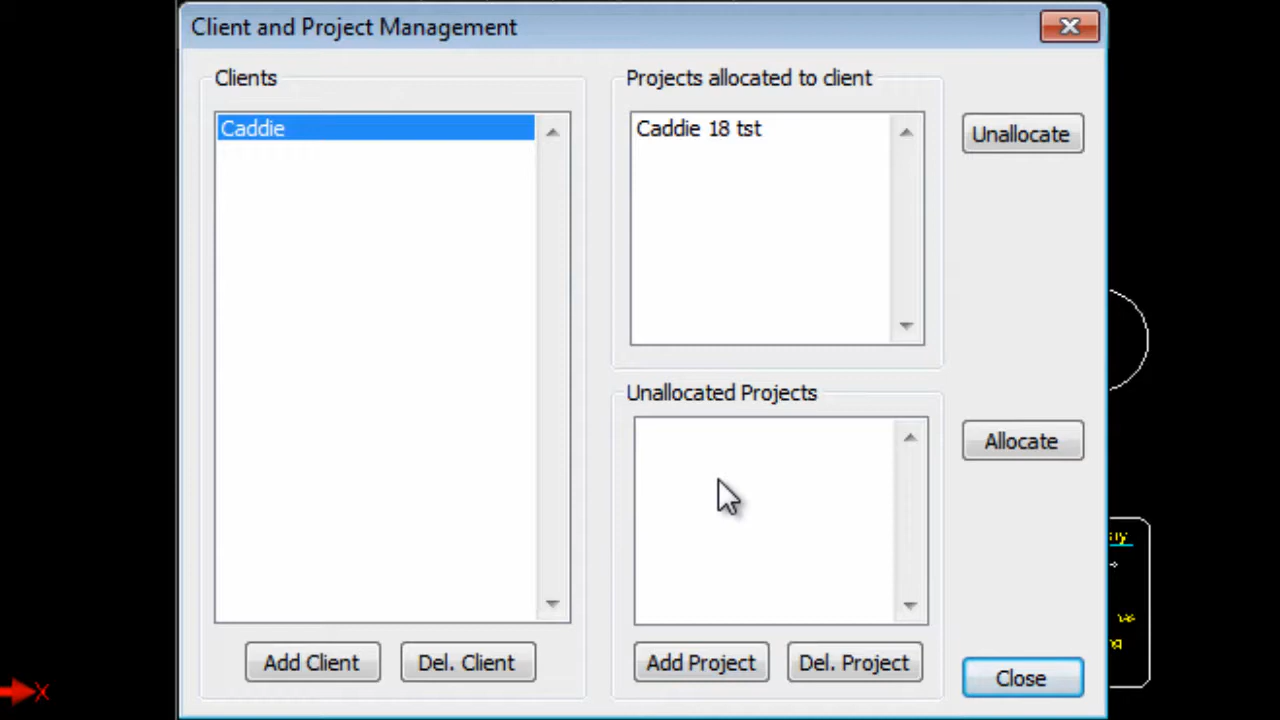 Client and Project Management
Clients
Caddie
Add Client
Del. Client
Projects allocated to client
Caddie 18 tst
Unallocate
Unallocated Projects
Allocate
Add Project
Del. Project
Close
X